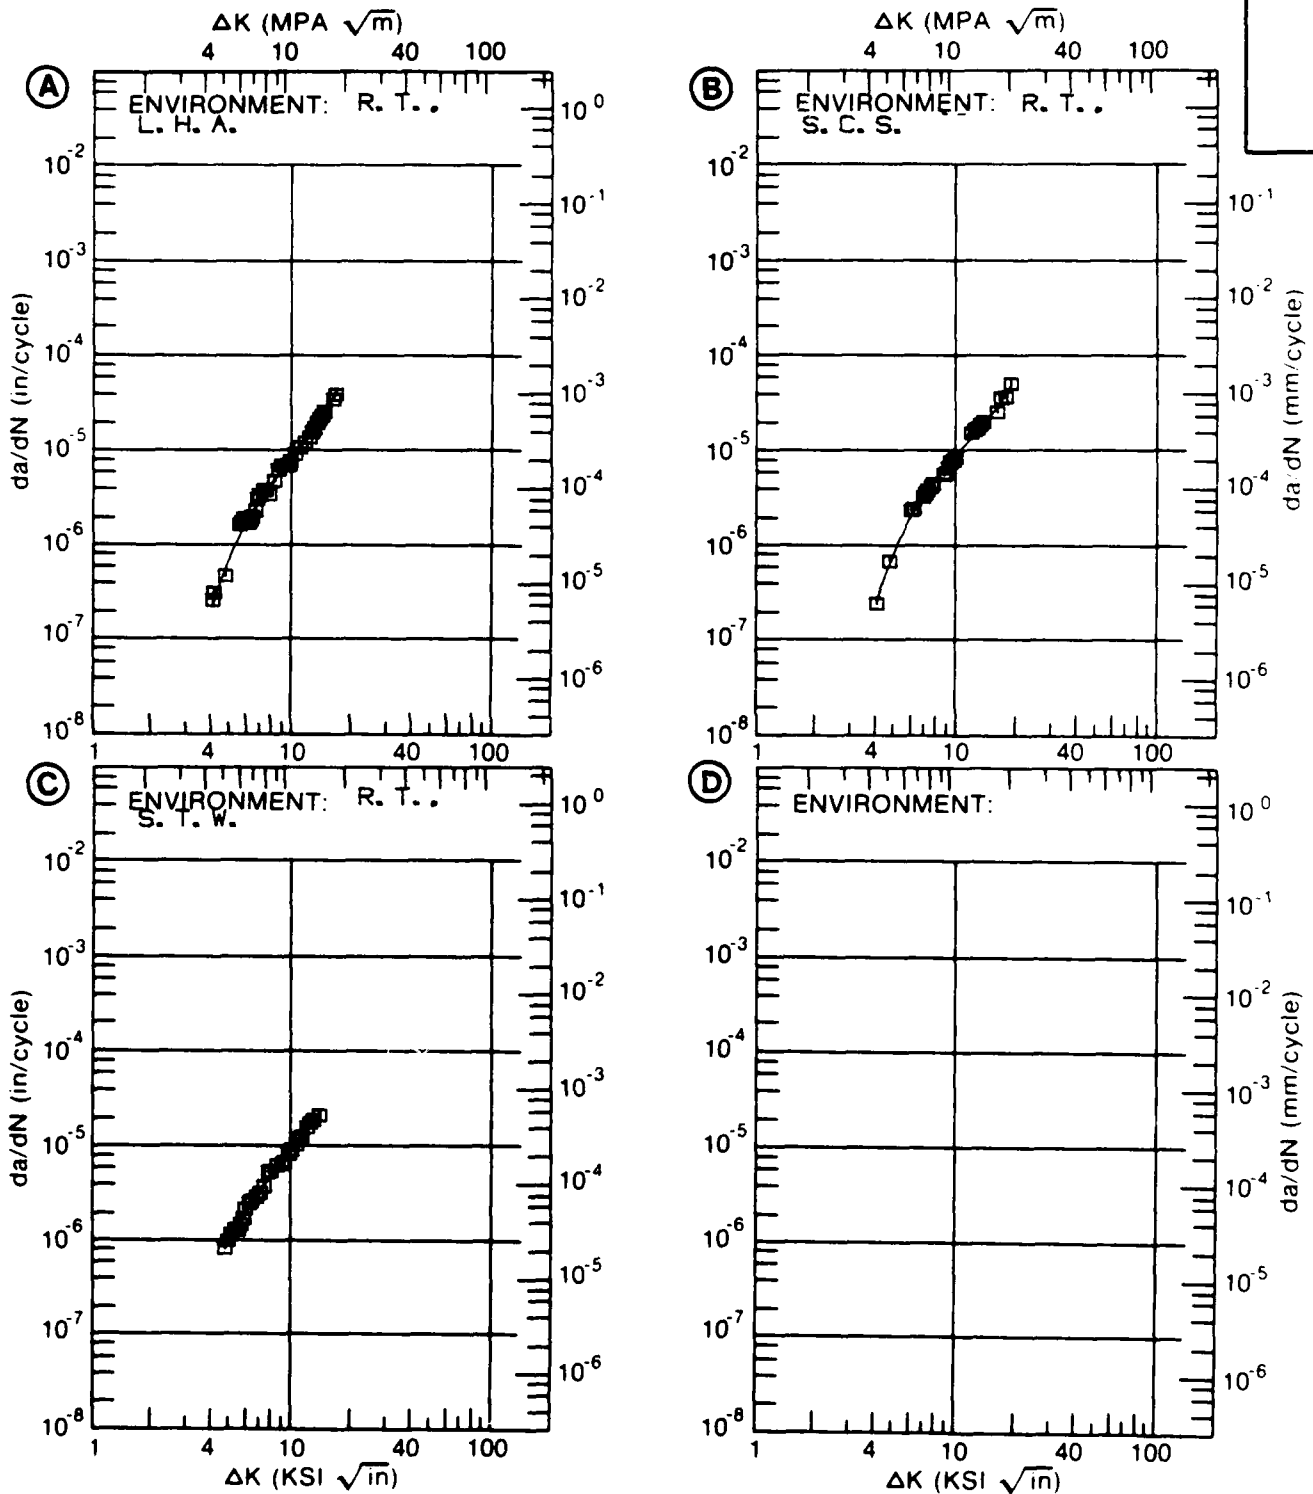 ΔK (MPA √m)
4 10 40 100
ΔK (MPA √m)
4 10 40 100
A
ENVIRONMENT: R. T..
L. H. A.
da/dN (in/cycle)
10⁻²
10⁻³
10⁻⁴
10⁻⁵
10⁻⁶
10⁻⁷
10⁻⁸
10⁰
10⁻¹
10⁻²
10⁻³
10⁻⁴
10⁻⁵
10⁻⁶
1 4 10 40 100
B
ENVIRONMENT: R. T..
S. C. S.
10⁻²
10⁻³
10⁻⁴
10⁻⁵
10⁻⁶
10⁻⁷
10⁻⁸
10⁻¹
10⁻²
10⁻³
10⁻⁴
10⁻⁵
10⁻⁶
da/dN (mm/cycle)
1 4 10 40 100
C
ENVIRONMENT: R. T..
S. T. W.
da/dN (in/cycle)
10⁻²
10⁻³
10⁻⁴
10⁻⁵
10⁻⁶
10⁻⁷
10⁻⁸
10⁰
10⁻¹
10⁻²
10⁻³
10⁻⁴
10⁻⁵
10⁻⁶
1 4 10 40 100
ΔK (KSI √in)
D
ENVIRONMENT:
10⁻²
10⁻³
10⁻⁴
10⁻⁵
10⁻⁶
10⁻⁷
10⁻⁸
10⁰
10⁻¹
10⁻²
10⁻³
10⁻⁴
10⁻⁵
10⁻⁶
da/dN (mm/cycle)
1 4 10 40 100
ΔK (KSI √in)